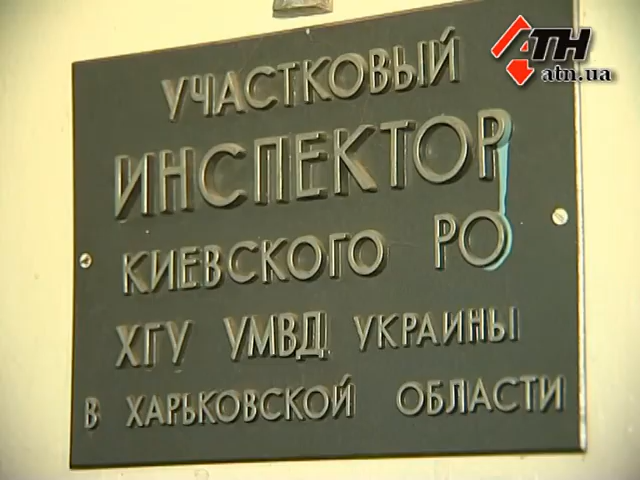 АТН
atn.ua
УЧАСТКОВЫЙ
ИНСПЕКТОР
КИЕВСКОГО РО
ХГУ УМВД УКРАИНЫ
В ХАРЬКОВСКОЙ ОБЛАСТИ